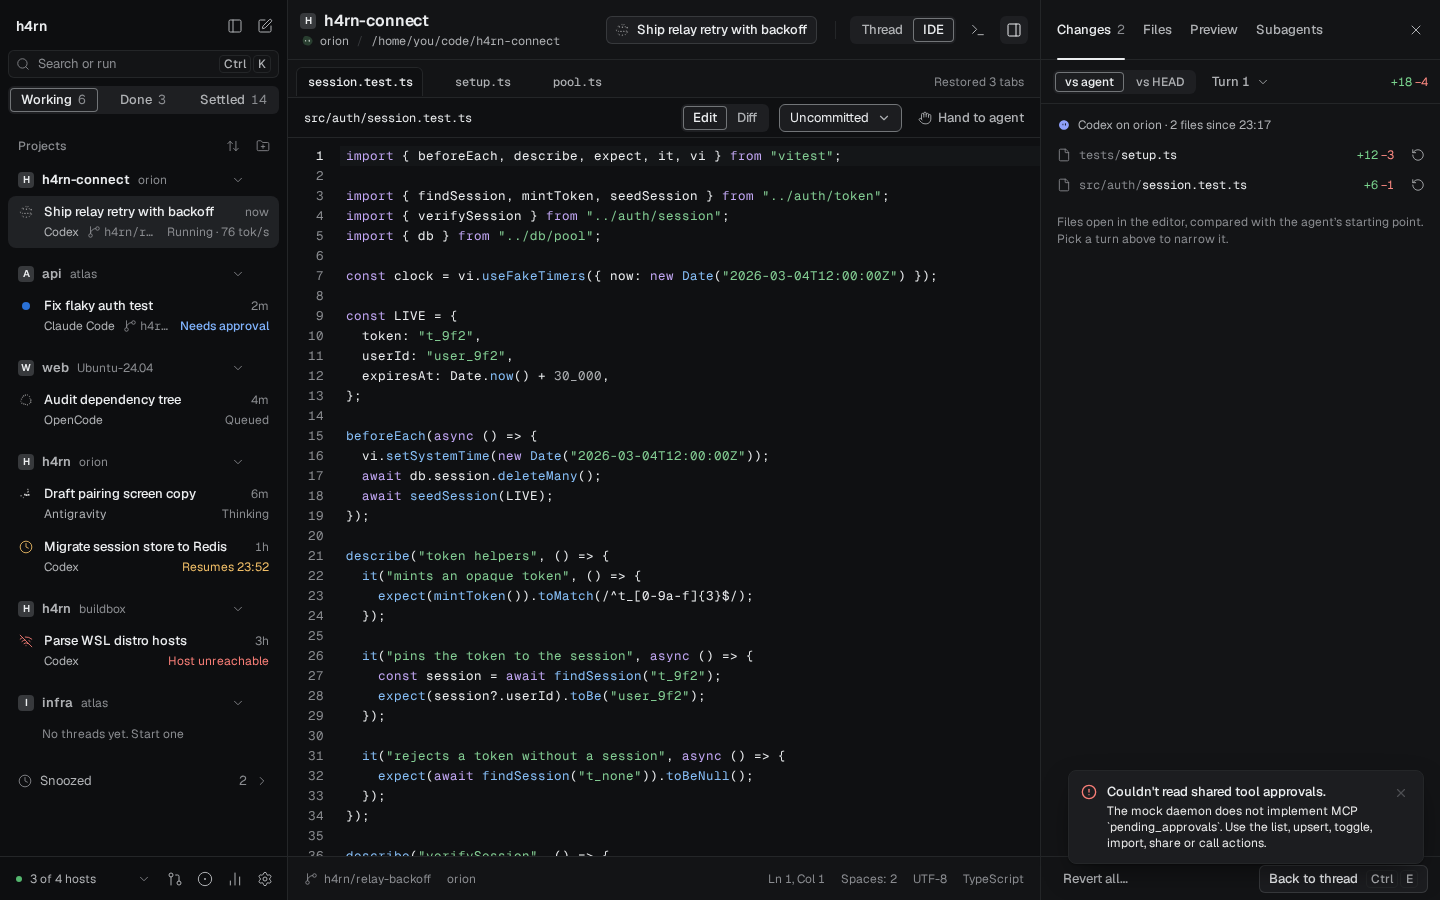 h4rn
Search or run Ctrl K
Working 6 Done 3 Settled 14
Projects
H h4rn-connect orion
Ship relay retry with backoff now
Codex h4rn/r… Running · 76 tok/s
A api atlas
Fix flaky auth test 2m
Claude Code h4r… Needs approval
W web Ubuntu-24.04
Audit dependency tree 4m
OpenCode Queued
H h4rn orion
Draft pairing screen copy 6m
Antigravity Thinking
Migrate session store to Redis 1h
Codex Resumes 23:52
H h4rn buildbox
Parse WSL distro hosts 3h
Codex Host unreachable
I infra atlas
No threads yet. Start one
Snoozed 2
3 of 4 hosts
H h4rn-connect
orion / /home/you/code/h4rn-connect
Ship relay retry with backoff
Thread IDE
session.test.ts setup.ts pool.ts Restored 3 tabs
src/auth/session.test.ts Edit Diff Uncommitted Hand to agent
1 import { beforeEach, describe, expect, it, vi } from "vitest";
2
3 import { findSession, mintToken, seedSession } from "../auth/token";
4 import { verifySession } from "../auth/session";
5 import { db } from "../db/pool";
6
7 const clock = vi.useFakeTimers({ now: new Date("2026-03-04T12:00:00Z") });
8
9 const LIVE = {
10 token: "t_9f2",
11 userId: "user_9f2",
12 expiresAt: Date.now() + 30_000,
13 };
14
15 beforeEach(async () => {
16 vi.setSystemTime(new Date("2026-03-04T12:00:00Z"));
17 await db.session.deleteMany();
18 await seedSession(LIVE);
19 });
20
21 describe("token helpers", () => {
22 it("mints an opaque token", () => {
23 expect(mintToken()).toMatch(/^t_[0-9a-f]{3}$/);
24 });
25
26 it("pins the token to the session", async () => {
27 const session = await findSession("t_9f2");
28 expect(session?.userId).toBe("user_9f2");
29 });
30
31 it("rejects a token without a session", async () => {
32 expect(await findSession("t_none")).toBeNull();
33 });
34 });
35
36 describe("verifySession", () => {
h4rn/relay-backoff orion Ln 1, Col 1 Spaces: 2 UTF-8 TypeScript
Changes 2 Files Preview Subagents
vs agent vs HEAD Turn 1 +18 −4
Codex on orion · 2 files since 23:17
tests/setup.ts +12 −3
src/auth/session.test.ts +6 −1
Files open in the editor, compared with the agent's starting point.
Pick a turn above to narrow it.
Couldn't read shared tool approvals.
The mock daemon does not implement MCP
`pending_approvals`. Use the list, upsert, toggle,
import, share or call actions.
Revert all… Back to thread Ctrl E